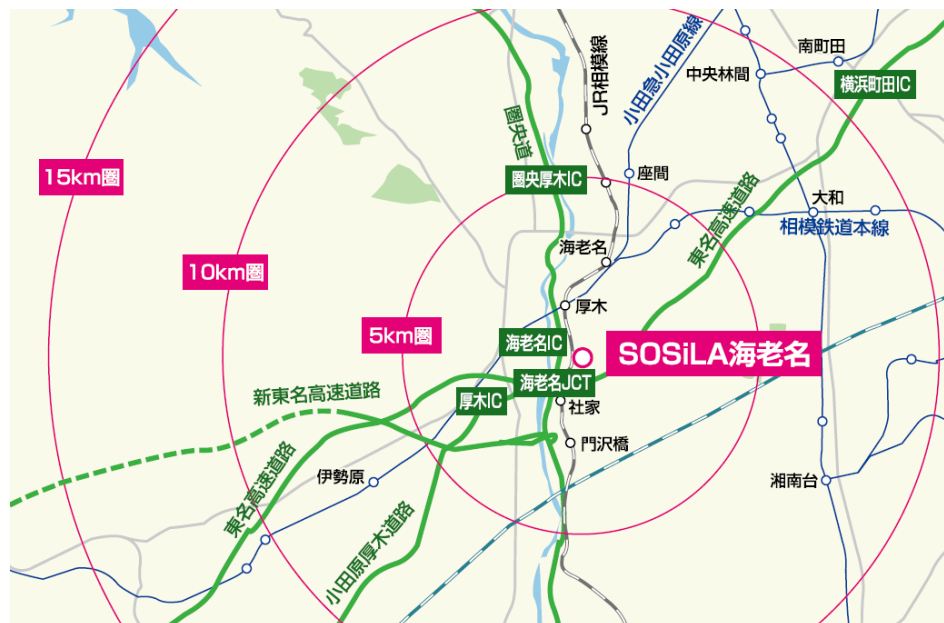 南町田
中央林間
横浜町田IC
JR相模線
小田急小田原線
圏央道
15km圏
圏央厚木IC
座間
東名高速道路
大和
相模鉄道本線
海老名
10km圏
厚木
5km圏
海老名IC
SOSiLA海老名
海老名JCT
新東名高速道路
厚木IC
社家
門沢橋
伊勢原
東名高速道路
湘南台
小田原厚木道路